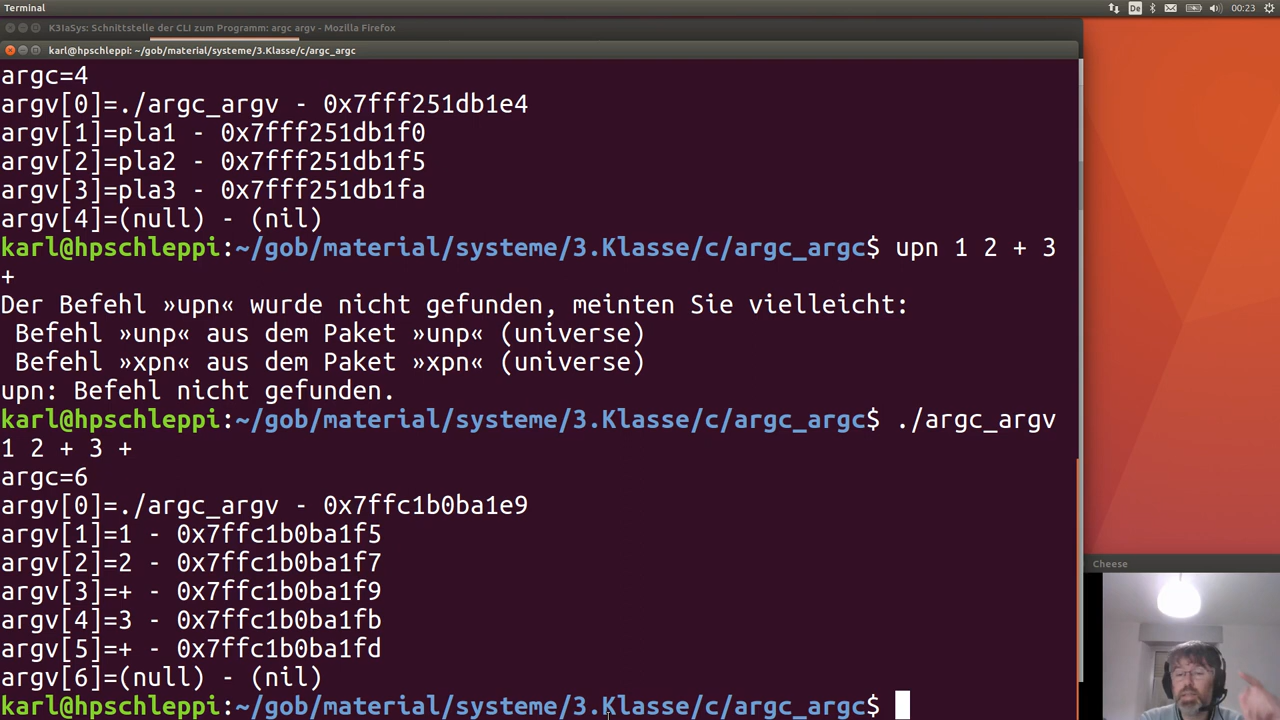 Terminal
De
00:23
K3IaSys: Schnittstelle der CLI zum Programm: argc argv - Mozilla Firefox
karl@hpschleppi: ~/gob/material/systeme/3.Klasse/c/argc_argc
argc=4
argv[0]=./argc_argv - 0x7fff251db1e4
argv[1]=pla1 - 0x7fff251db1f0
argv[2]=pla2 - 0x7fff251db1f5
argv[3]=pla3 - 0x7fff251db1fa
argv[4]=(null) - (nil)
karl@hpschleppi:~/gob/material/systeme/3.Klasse/c/argc_argc$ upn 1 2 + 3
+
Der Befehl »upn« wurde nicht gefunden, meinten Sie vielleicht:
Befehl »unp« aus dem Paket »unp« (universe)
Befehl »xpn« aus dem Paket »xpn« (universe)
upn: Befehl nicht gefunden.
karl@hpschleppi:~/gob/material/systeme/3.Klasse/c/argc_argc$ ./argc_argv
1 2 + 3 +
argc=6
argv[0]=./argc_argv - 0x7ffc1b0ba1e9
argv[1]=1 - 0x7ffc1b0ba1f5
argv[2]=2 - 0x7ffc1b0ba1f7
argv[3]=+ - 0x7ffc1b0ba1f9
argv[4]=3 - 0x7ffc1b0ba1fb
argv[5]=+ - 0x7ffc1b0ba1fd
argv[6]=(null) - (nil)
karl@hpschleppi:~/gob/material/systeme/3.Klasse/c/argc_argc$
Cheese